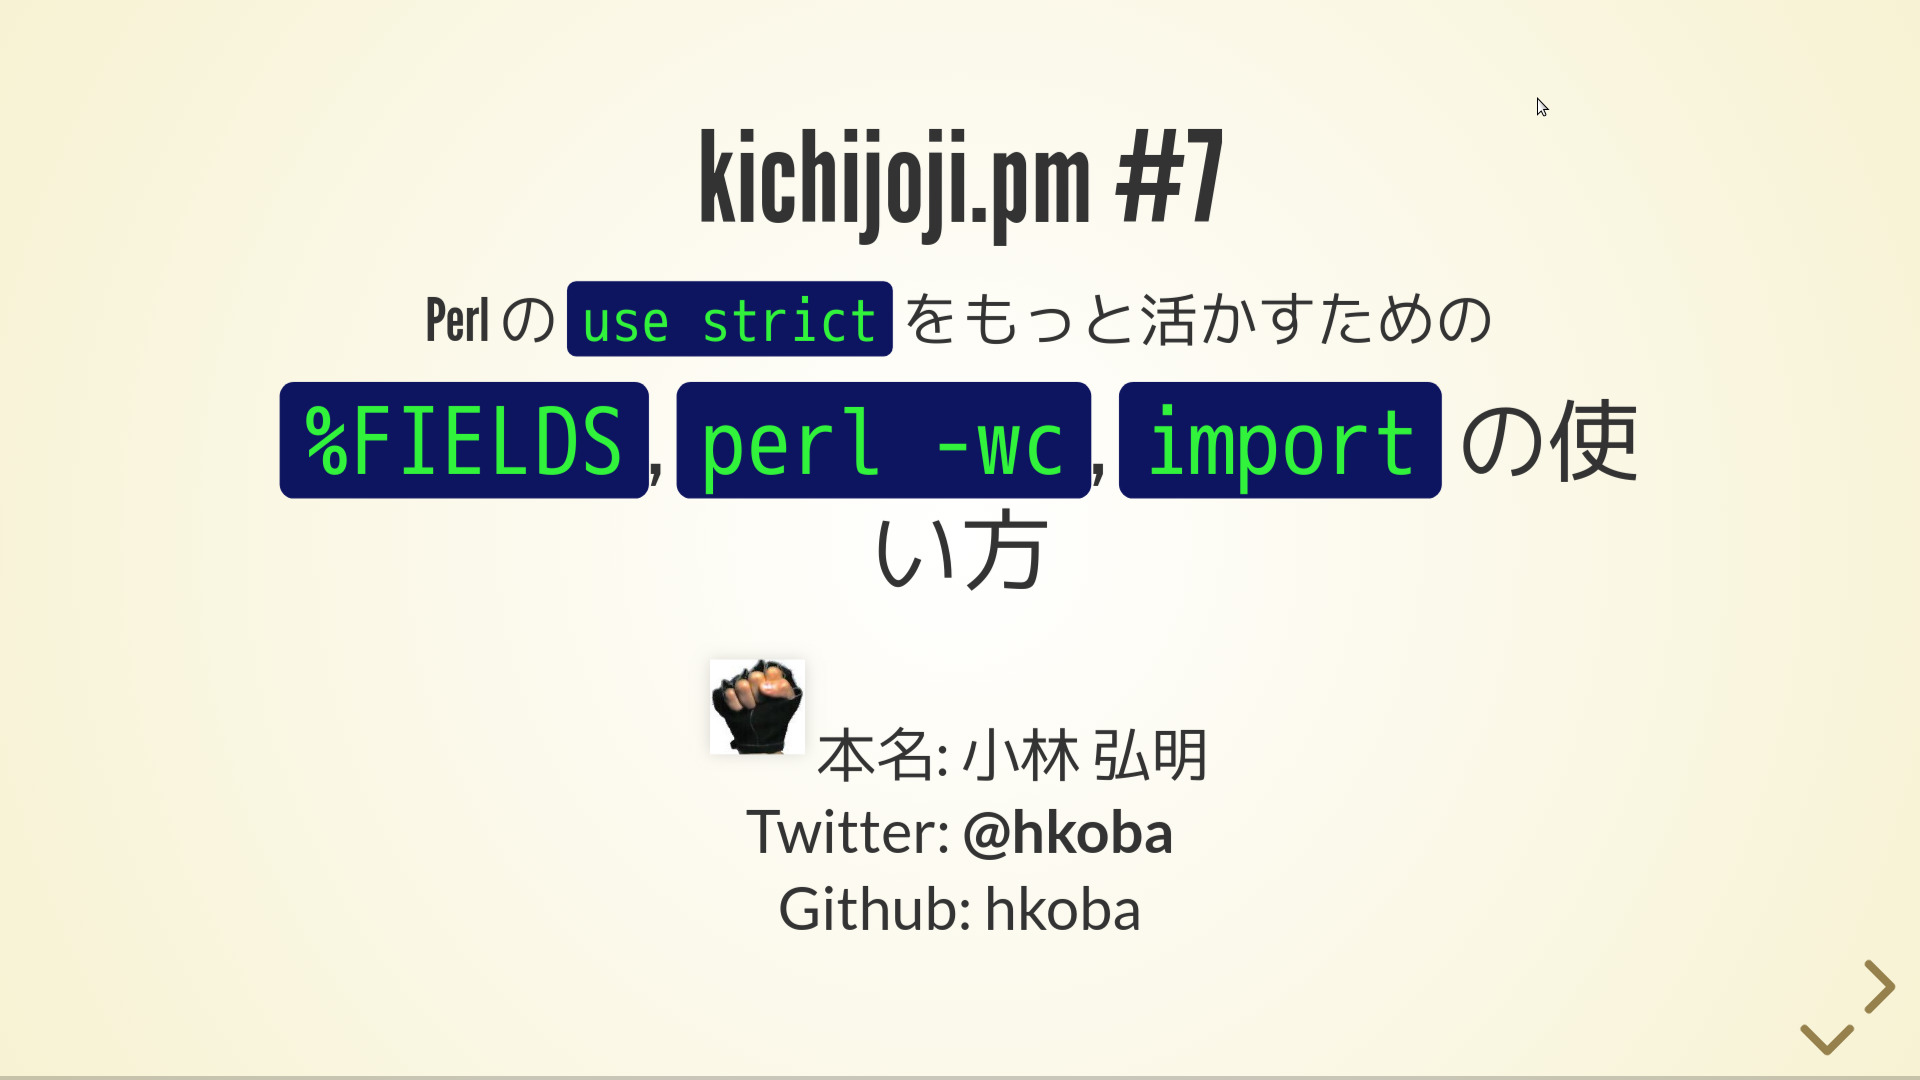 kichijoji.pm #7
Perl の use strict をもっと活かすための
%FIELDS, perl -wc, import の使
い方
本名: 小林 弘明
Twitter: @hkoba
Github: hkoba